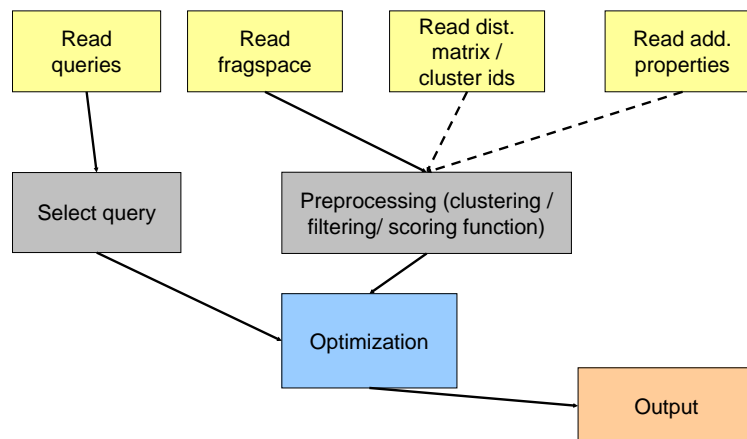 Read
queries
Read
fragspace
Read dist.
matrix /
cluster ids
Read add.
properties
Select query
Preprocessing (clustering /
filtering/ scoring function)
Optimization
Output